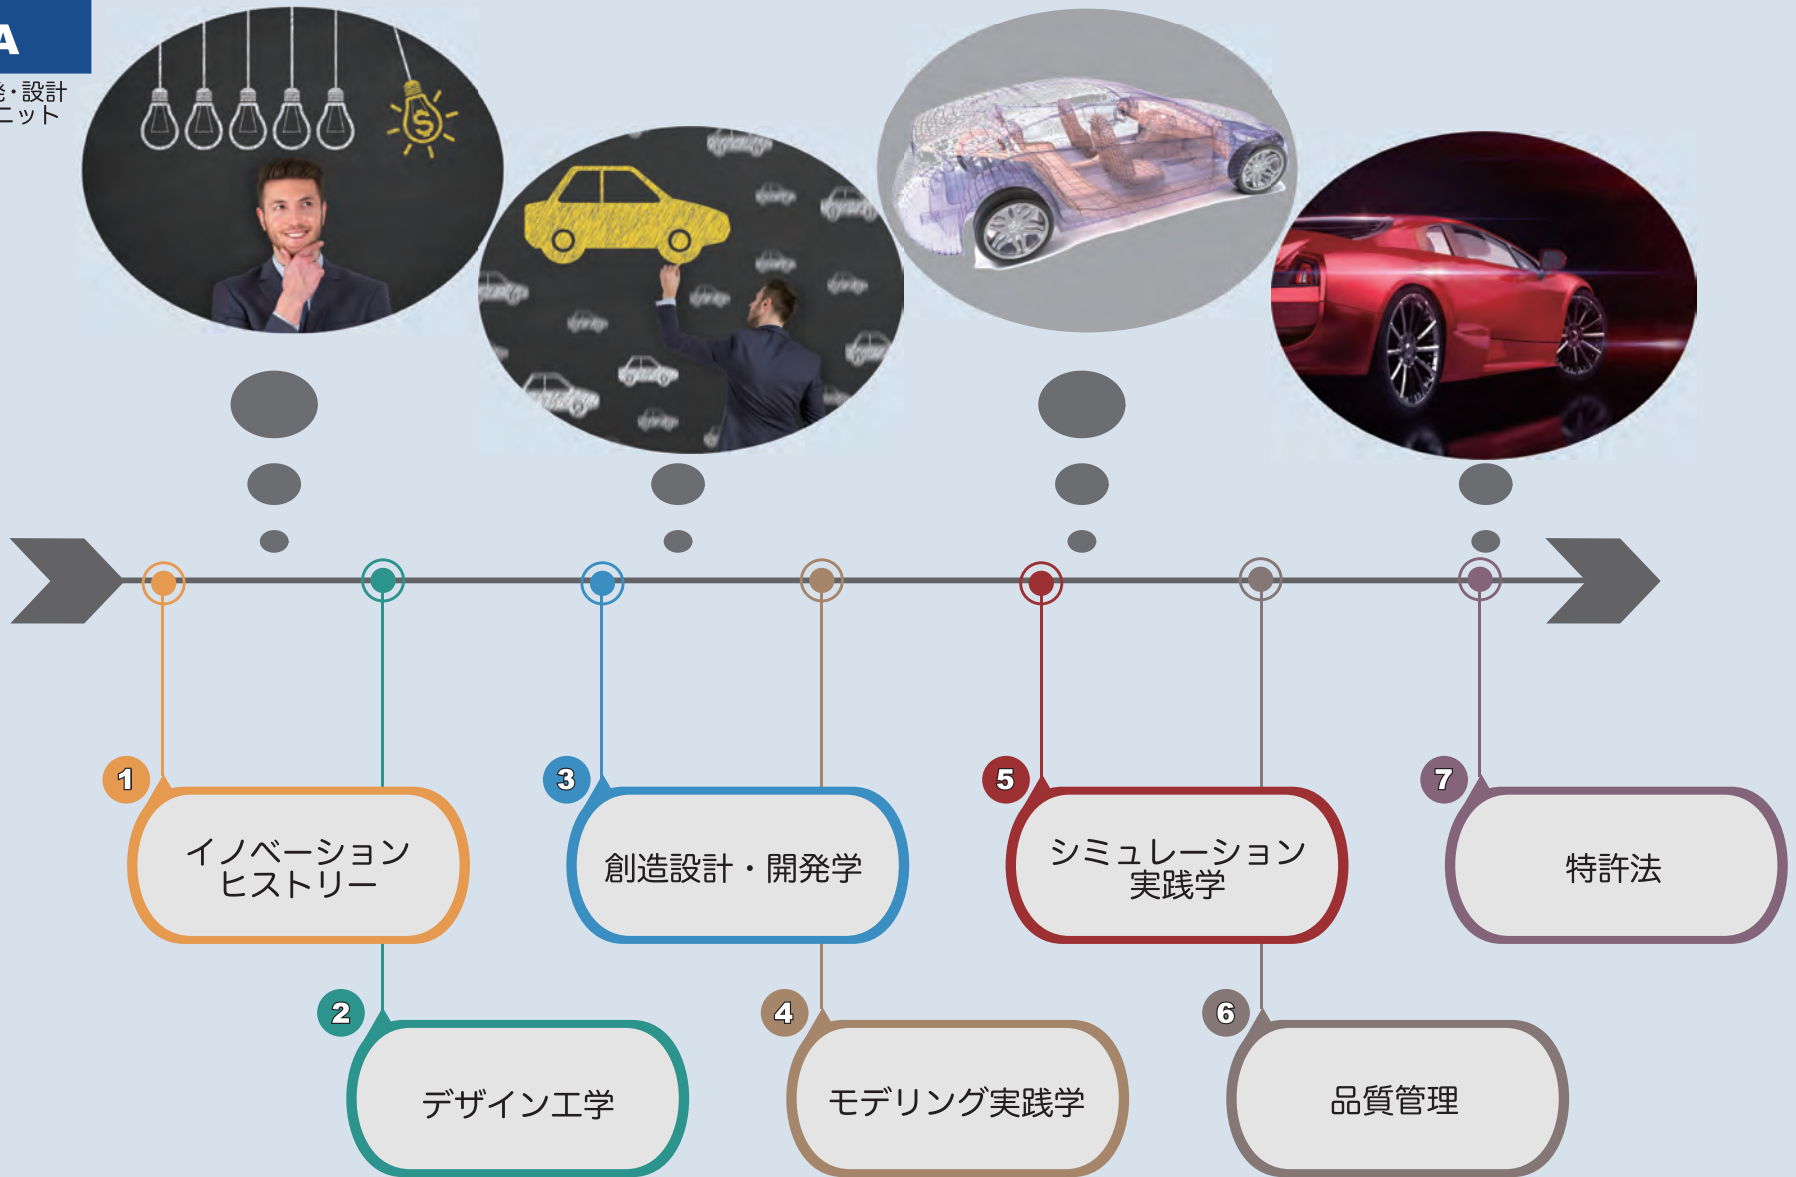 A
発・設計
ニット
1
イノベーション
ヒストリー
2
デザイン工学
3
創造設計・開発学
4
モデリング実践学
5
シミュレーション
実践学
6
品質管理
7
特許法